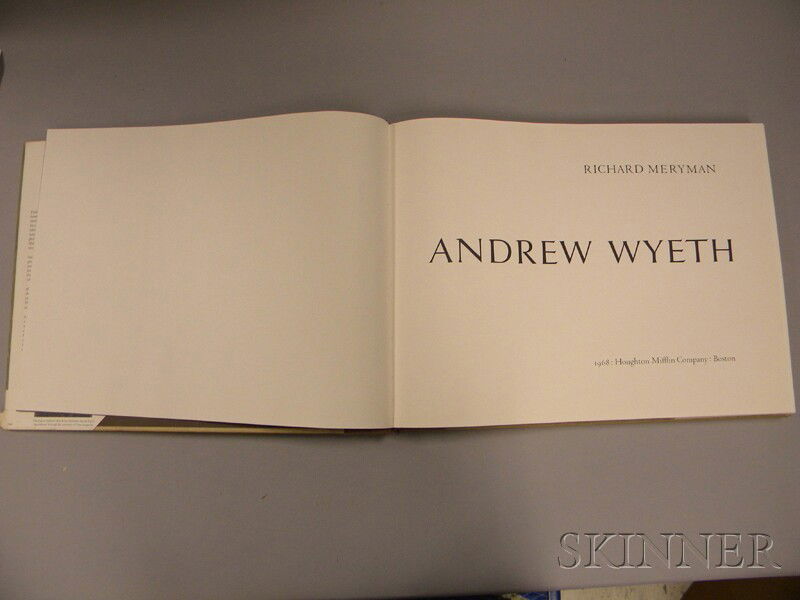 RICHARD MERYMAN
ANDREW WYETH
1968: Houghton Mifflin Company: Boston
SKINNER